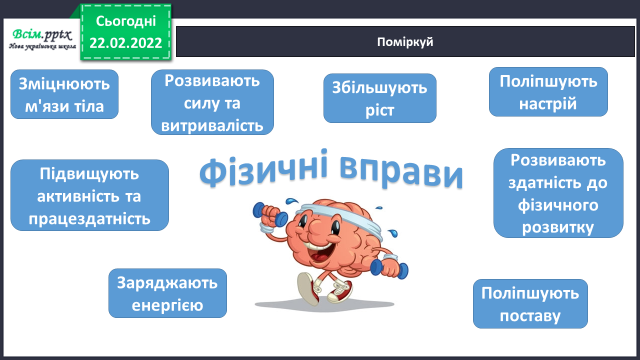 Всім.pptx
Нова українська школа
Сьогодні
22.02.2022
Поміркуй
Зміцнюють
м'язи тіла
Розвивають
силу та
витривалість
Збільшують
ріст
Поліпшують
настрій
Підвищують
активність та
працездатність
Фізичні вправи
Розвивають
здатність до
фізичного
розвитку
Заряджають
енергією
Поліпшують
поставу